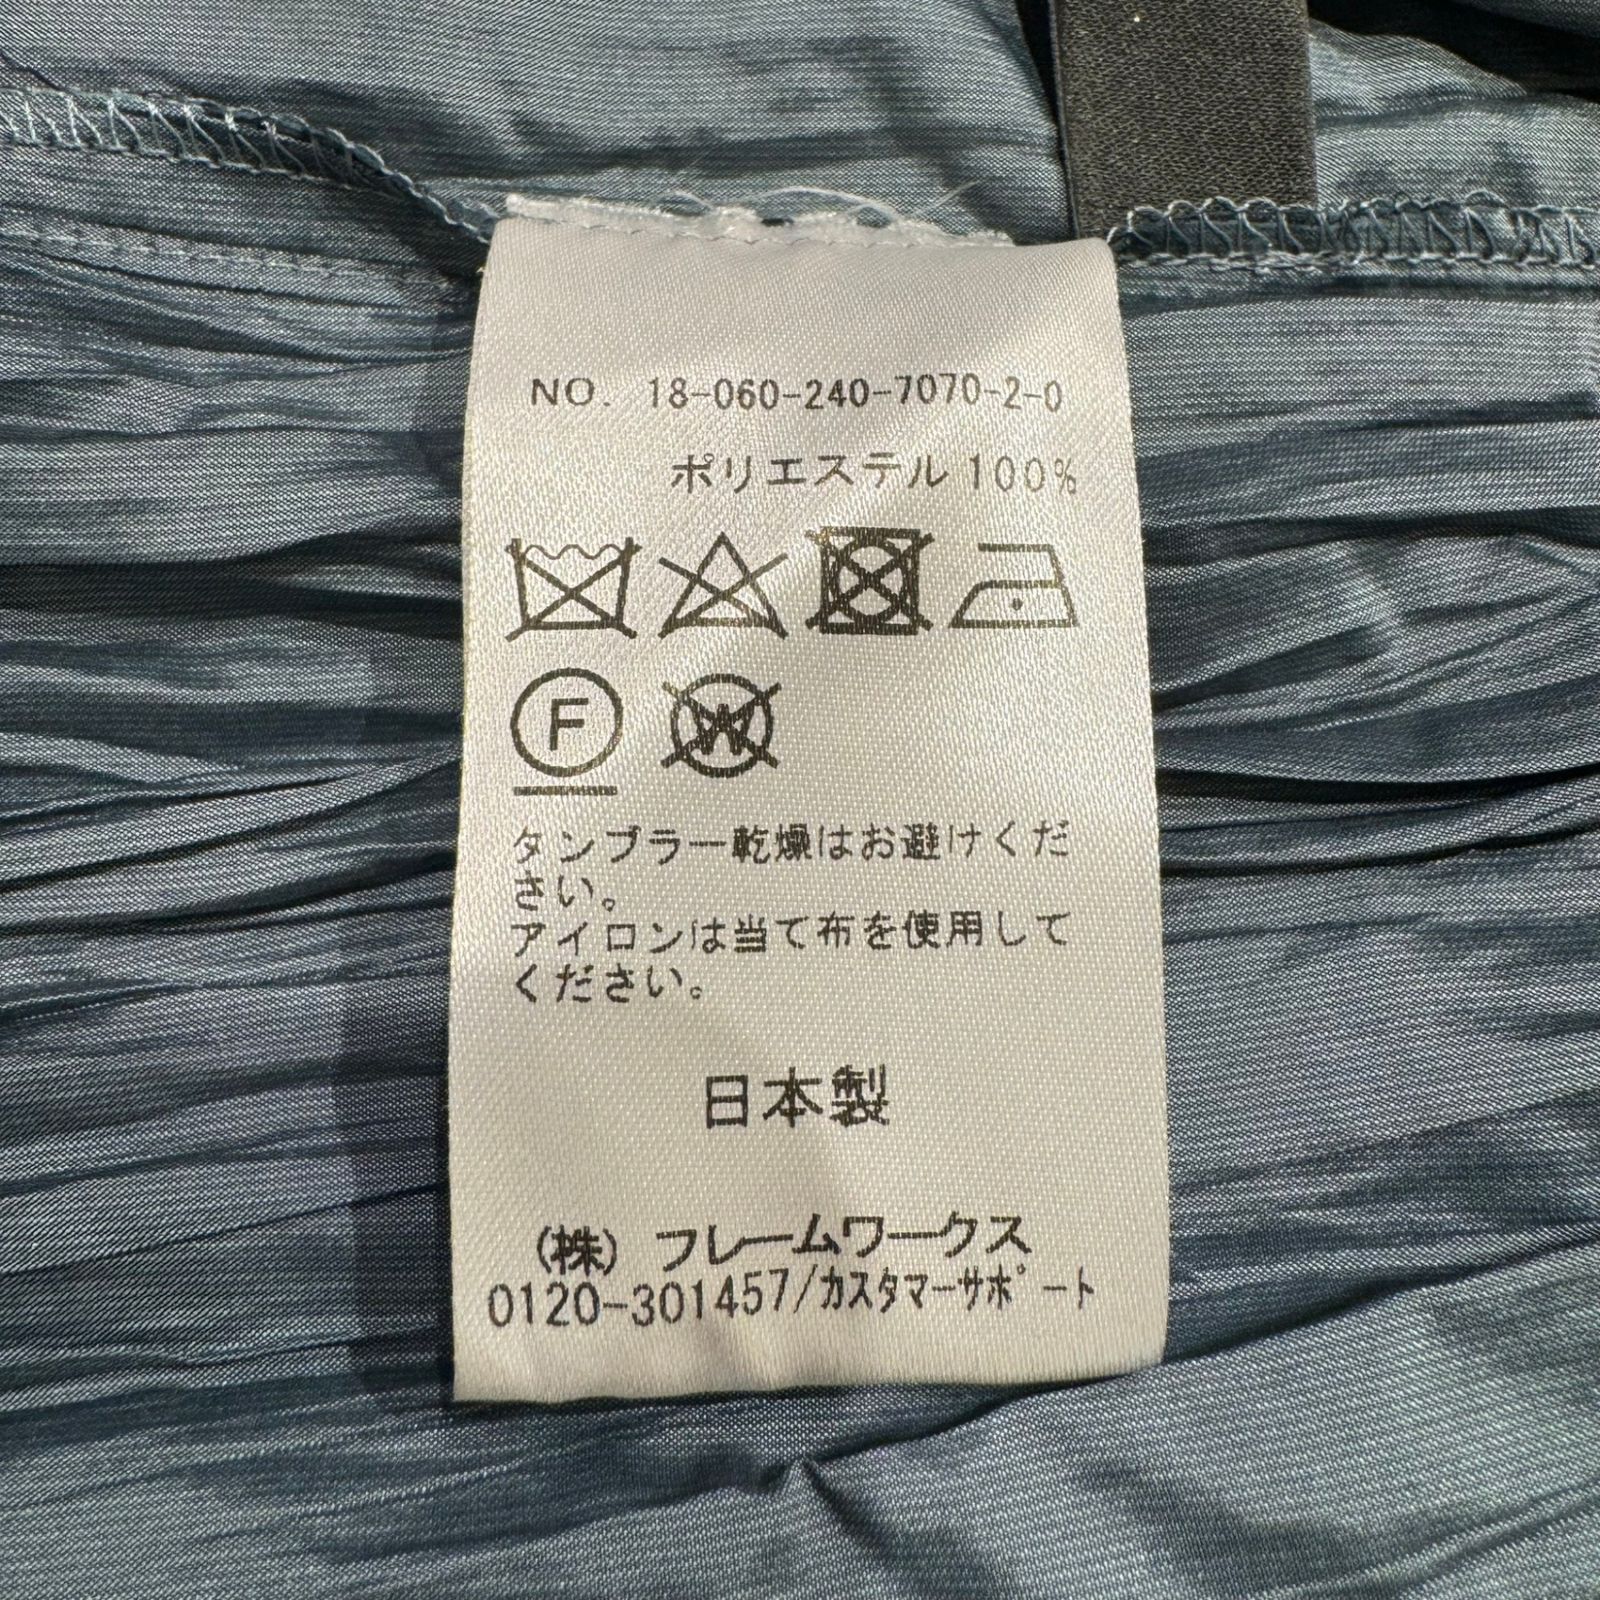 NO. 18-060-240-7070-2-0
ポリエステル 100%
F
W
タンブラー乾燥はお避けくだ
さい。
アイロンは当て布を使用して
ください。
日本製
(株) フレームワークス
0120-301457/カスタマーサポート